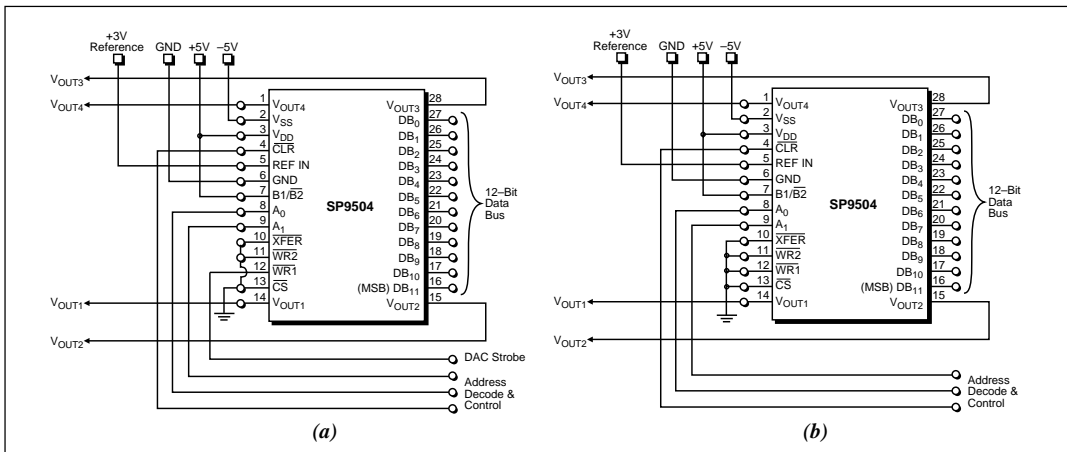 +3V
Reference GND +5V –5V
VOUT3
VOUT4
1 VOUT4 VOUT3 28
2 VSS DB0 27
3 VDD DB1 26
4 CLR DB2 25
5 REF IN DB3 24
6 GND DB4 23
7 B1/B2 DB5 22
8 A0 SP9504 DB6 21
9 A1 DB7 20
10 XFER DB8 19
11 WR2 DB9 18
12 WR1 DB10 17
13 CS (MSB) DB11 16
14 VOUT1 VOUT2 15
12–Bit
Data
Bus
VOUT1
VOUT2
DAC Strobe
Address
Decode &
Control
(a)
+3V
Reference GND +5V –5V
VOUT3
VOUT4
1 VOUT4 VOUT3 28
2 VSS DB0 27
3 VDD DB1 26
4 CLR DB2 25
5 REF IN DB3 24
6 GND DB4 23
7 B1/B2 DB5 22
8 A0 SP9504 DB6 21
9 A1 DB7 20
10 XFER DB8 19
11 WR2 DB9 18
12 WR1 DB10 17
13 CS (MSB) DB11 16
14 VOUT1 VOUT2 15
12–Bit
Data
Bus
VOUT1
VOUT2
Address
Decode &
Control
(b)